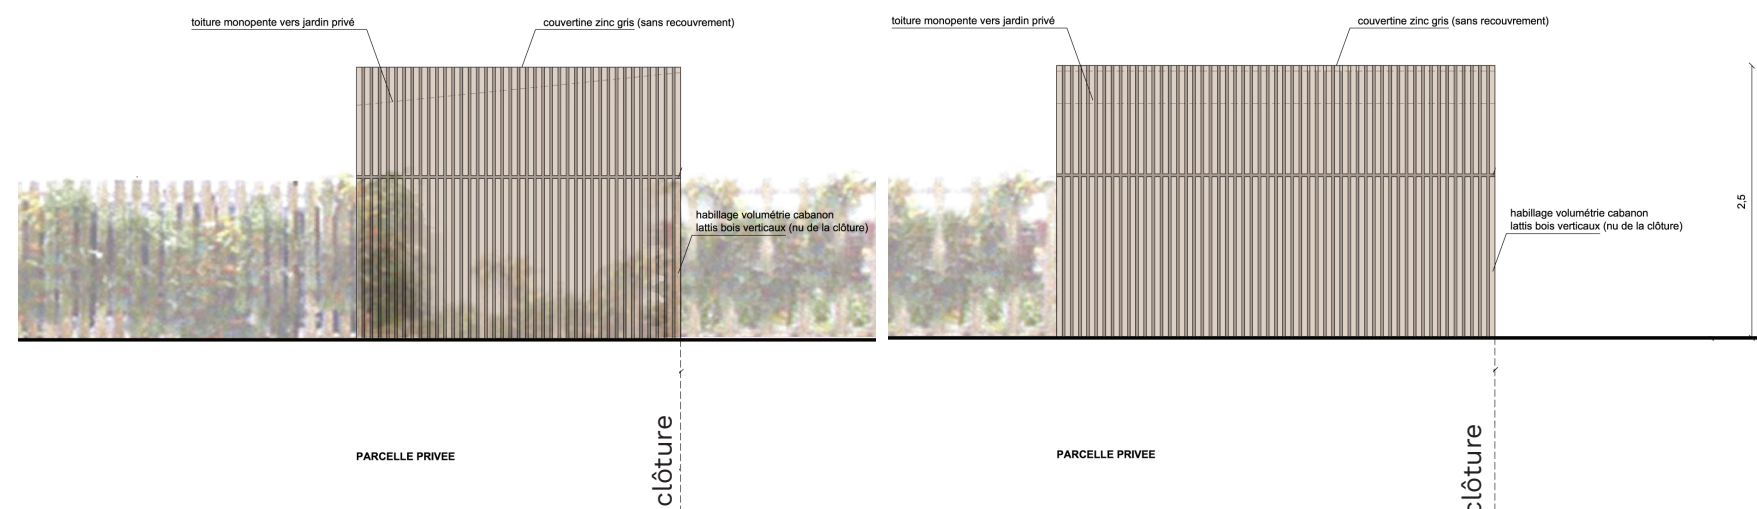 toiture monopente vers jardin privé
couvertine zinc gris (sans recouvrement)
habillage volumétrie cabanon
lattis bois verticaux (nu de la clôture)
PARCELLE PRIVEE
clôture
toiture monopente vers jardin privé
couvertine zinc gris (sans recouvrement)
2,5
habillage volumétrie cabanon
lattis bois verticaux (nu de la clôture)
PARCELLE PRIVEE
clôture